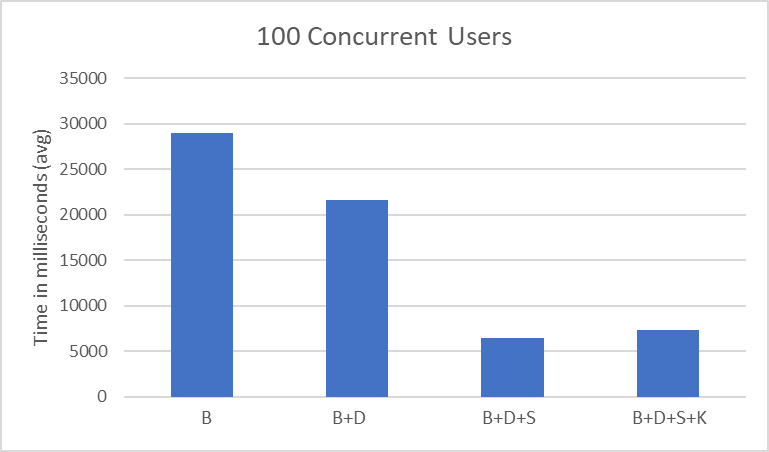 100 Concurrent Users
Time in milliseconds (avg)
35000
30000
25000
20000
15000
10000
5000
0
B
B+D
B+D+S
B+D+S+K